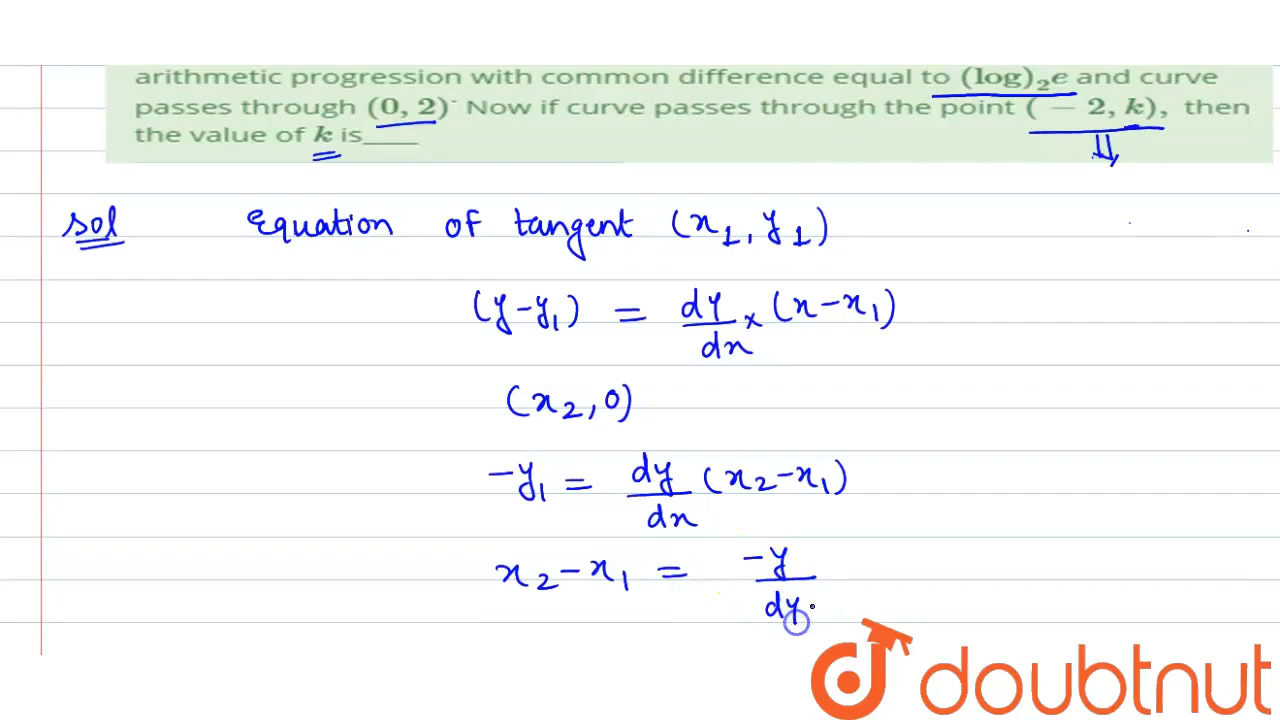 arithmetic progression with common difference equal to (log)₂e and curve
passes through (0, 2)· Now if curve passes through the point ( − 2, k), then
the value of k is____
Sol Equation of tangent (x₁, y₁)
(y-y₁) = dy/dx × (x-x₁)
(x₂, 0)
-y₁ = dy/dx (x₂-x₁)
x₂-x₁ = -y/dy
doubtnut